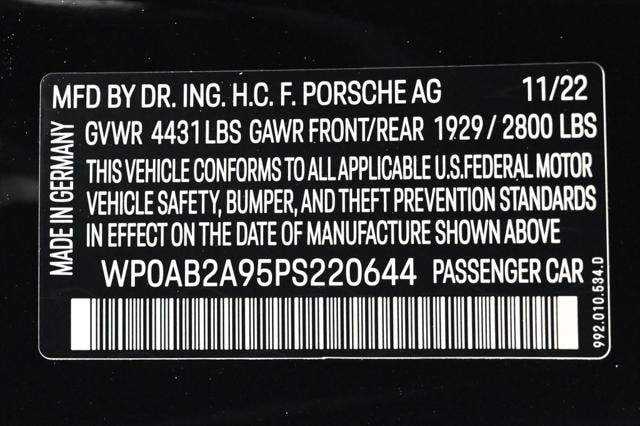 MFD BY DR. ING. H.C. F. PORSCHE AG 11/22
GVWR 4431 LBS GAWR FRONT/REAR 1929 / 2800 LBS
THIS VEHICLE CONFORMS TO ALL APPLICABLE U.S.FEDERAL MOTOR
VEHICLE SAFETY, BUMPER, AND THEFT PREVENTION STANDARDS
IN EFFECT ON THE DATE OF MANUFACTURE SHOWN ABOVE
WP0AB2A95PS220644 PASSENGER CAR
MADE IN GERMANY
992.010.534.D